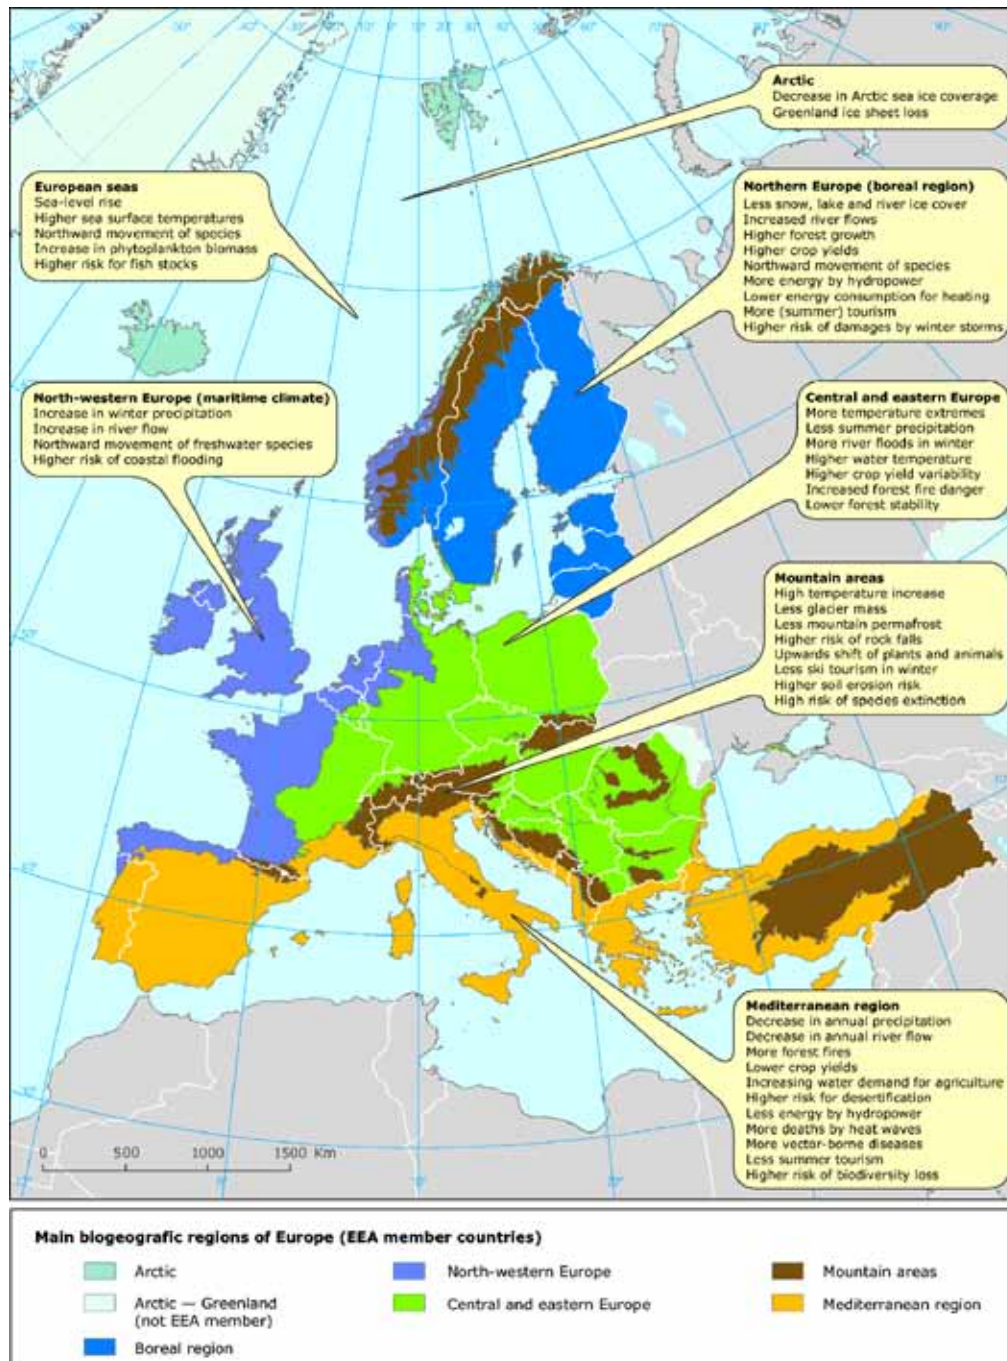 Arctic
Decrease in Arctic sea ice coverage
Greenland ice sheet loss
European seas
Sea-level rise
Higher sea surface temperatures
Northward movement of species
Increase in phytoplankton biomass
Higher risk for fish stocks
Northern Europe (boreal region)
Less snow, lake and river ice cover
Increased river flows
Higher forest growth
Higher crop yields
Northward movement of species
More energy by hydropower
Lower energy consumption for heating
More (summer) tourism
Higher risk of damages by winter storms
North-western Europe (maritime climate)
Increase in winter precipitation
Increase in river flow
Northward movement of freshwater species
Higher risk of coastal flooding
Central and eastern Europe
More temperature extremes
Less summer precipitation
More river floods in winter
Higher water temperature
Higher crop yield variability
Increased forest fire danger
Lower forest stability
Mountain areas
High temperature increase
Less glacier mass
Less mountain permafrost
Higher risk of rock falls
Upwards shift of plants and animals
Less ski tourism in winter
Higher soil erosion risk
High risk of species extinction
Mediterranean region
Decrease in annual precipitation
Decrease in annual river flow
More forest fires
Lower crop yields
Increasing water demand for agriculture
Higher risk for desertification
Less energy by hydropower
More deaths by heat waves
More vector-borne diseases
Less summer tourism
Higher risk of biodiversity loss
0 500 1000 1500 Km
Main biogeografic regions of Europe (EEA member countries)
Arctic
Arctic — Greenland
(not EEA member)
Boreal region
North-western Europe
Central and eastern Europe
Mountain areas
Mediterranean region